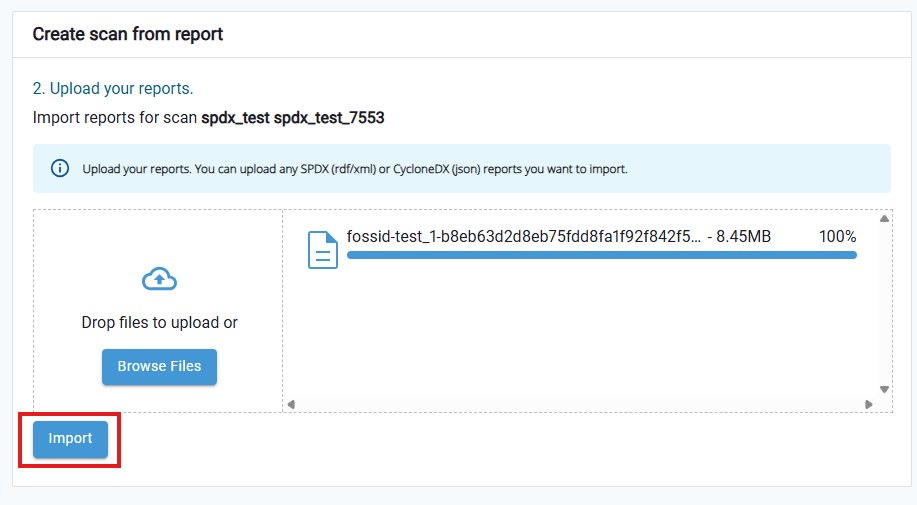 Create scan from report
2. Upload your reports.
Import reports for scan spdx_test spdx_test_7553
Upload your reports. You can upload any SPDX (rdf/xml) or CycloneDX (json) reports you want to import.
fossid-test_1-b8eb63d2d8eb75fdd8fa1f92f842f5... - 8.45MB 100%
Drop files to upload or
Browse Files
Import